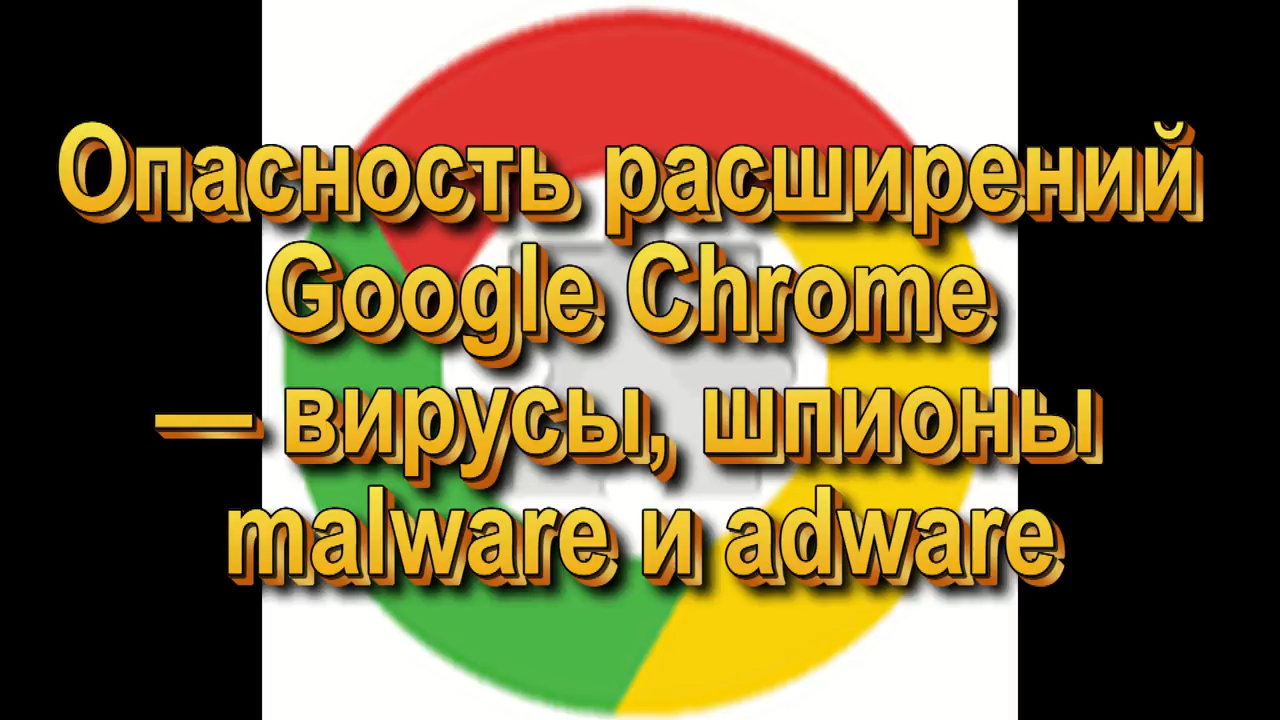 Опасность расширений
Google Chrome
— вирусы, шпионы
malware и adware